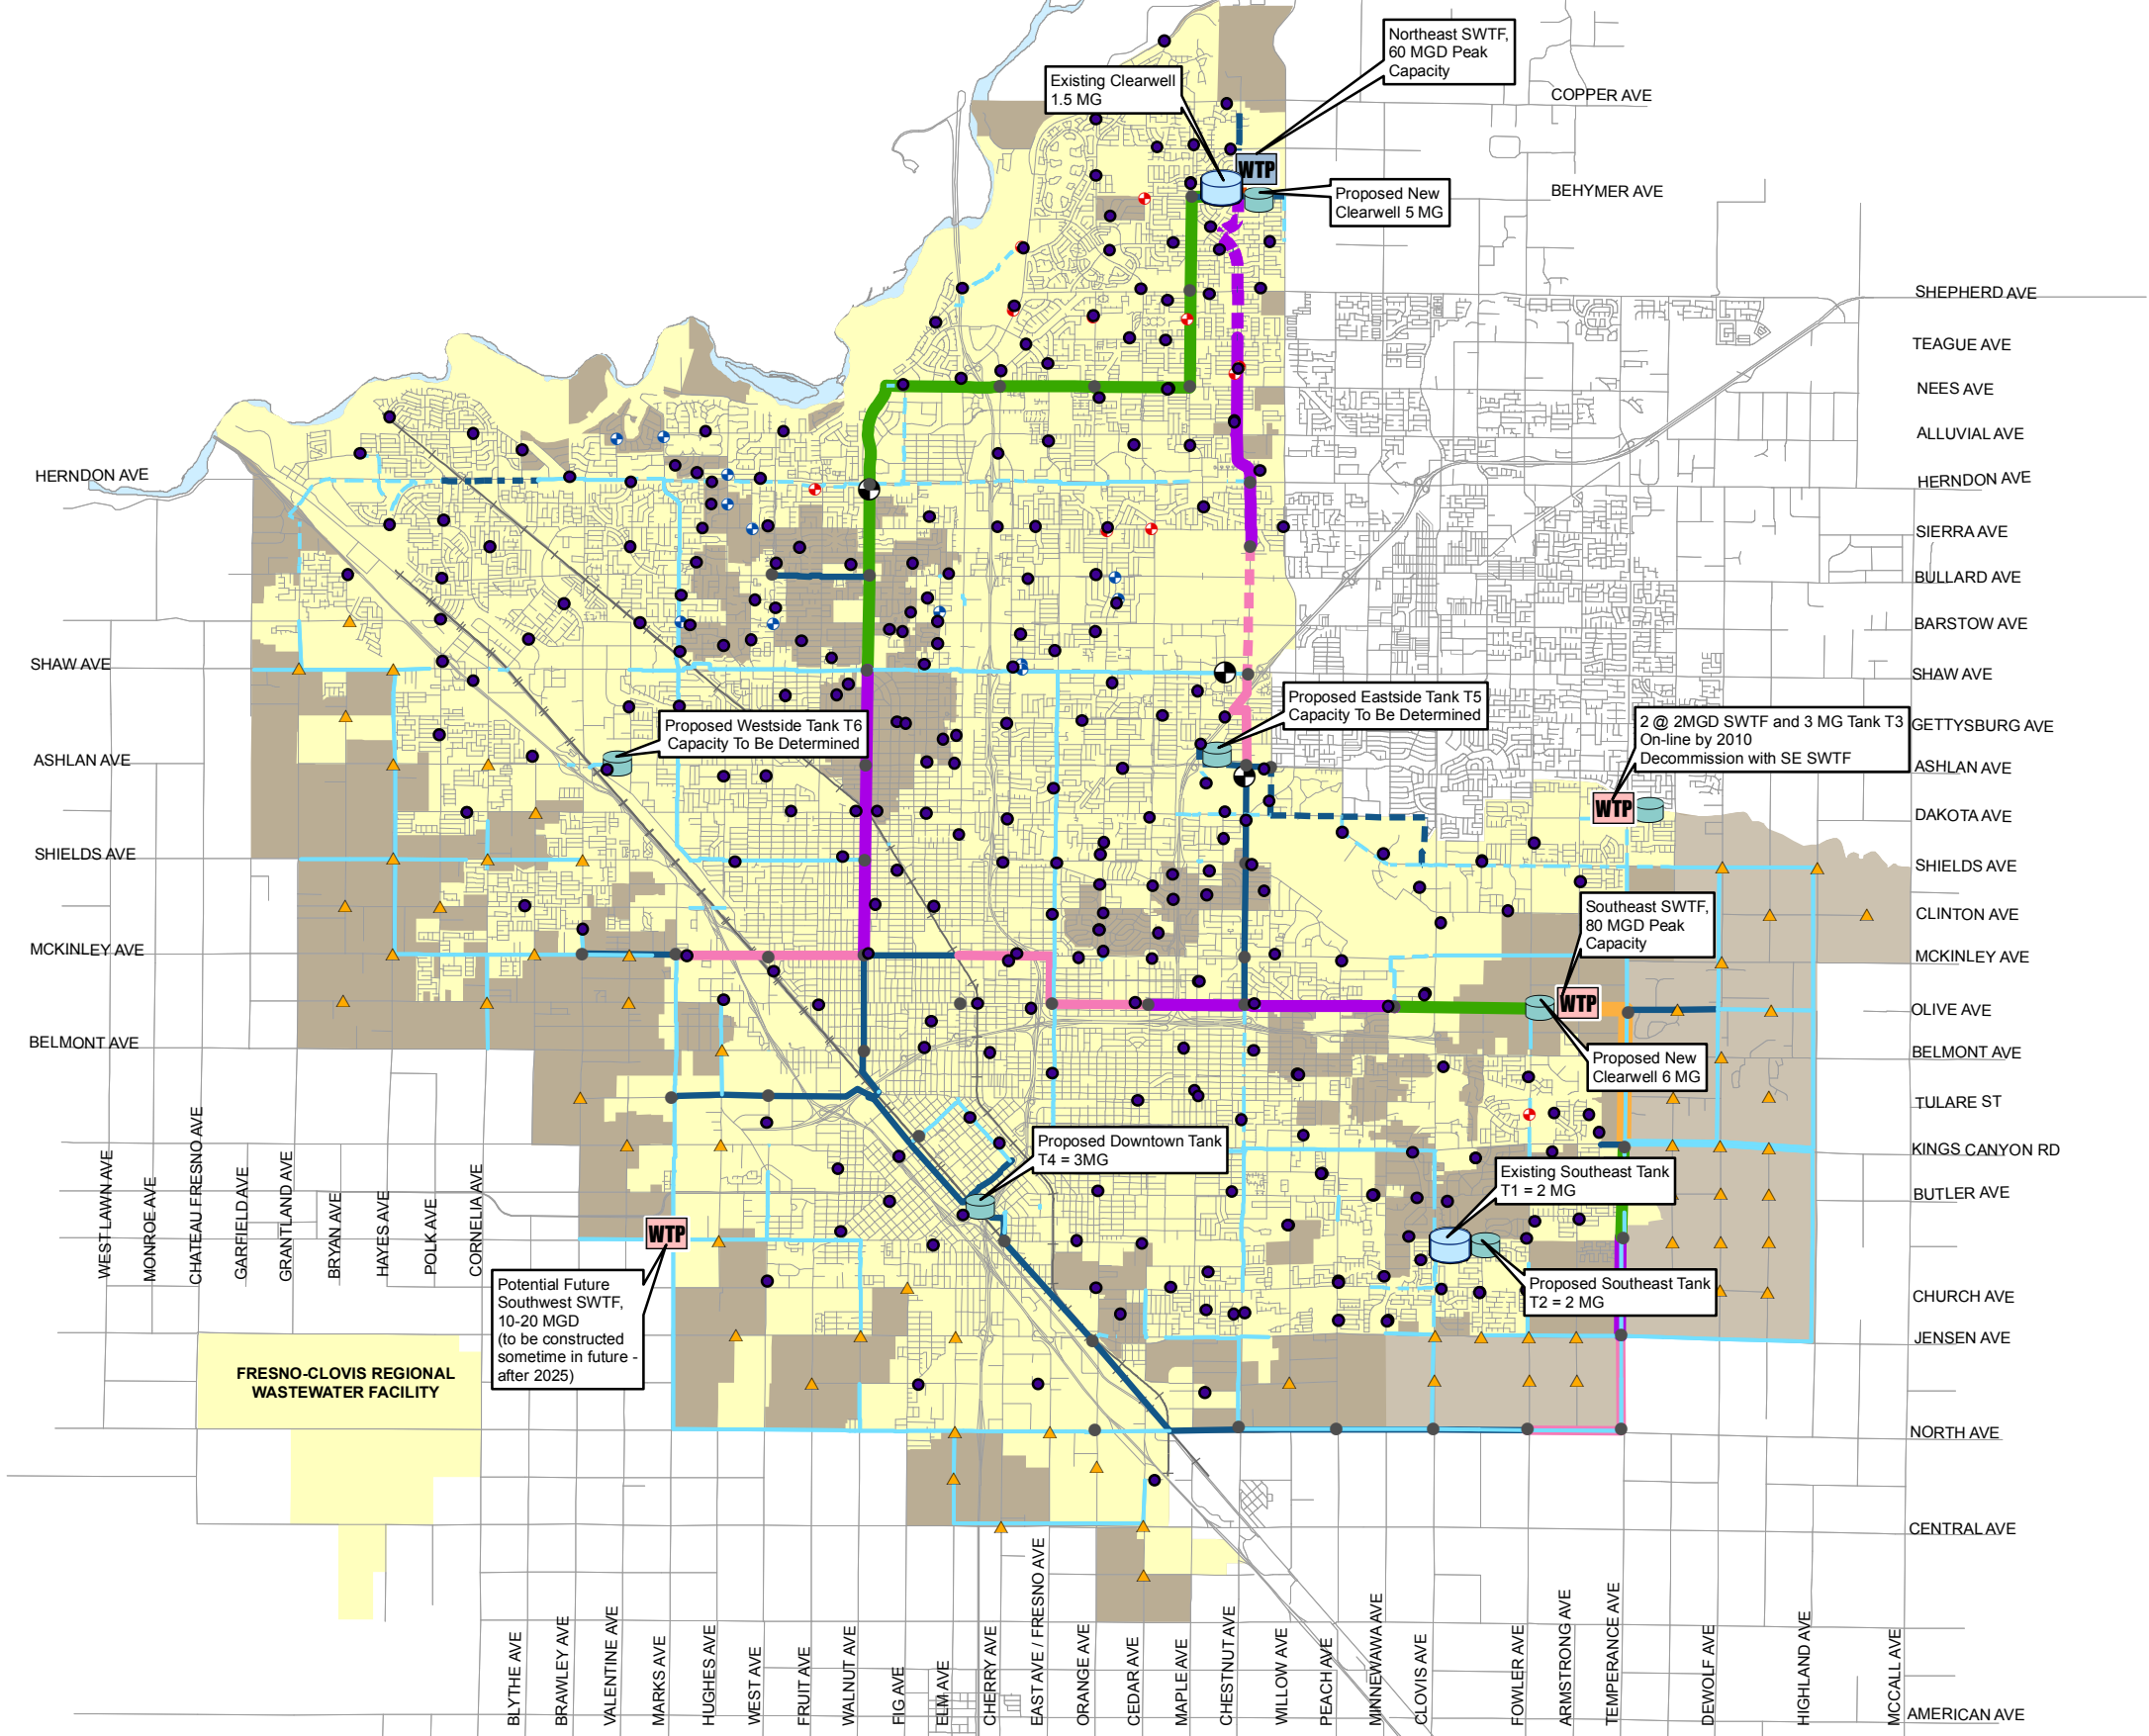 Northeast SWTF,
60 MGD Peak
Capacity
Existing Clearwell
1.5 MG
COPPER AVE
WTP
Proposed New
Clearwell 5 MG
BEHYMER AVE
SHEPHERD AVE
TEAGUE AVE
NEES AVE
ALLUVIAL AVE
HERNDON AVE
HERNDON AVE
SIERRA AVE
BULLARD AVE
BARSTOW AVE
SHAW AVE
SHAW AVE
Proposed Eastside Tank T5
Capacity To Be Determined
2 @ 2MGD SWTF and 3 MG Tank T3
On-line by 2010
Decommission with SE SWTF
GETTYSBURG AVE
Proposed Westside Tank T6
Capacity To Be Determined
ASHLAN AVE
ASHLAN AVE
WTP
DAKOTA AVE
SHIELDS AVE
SHIELDS AVE
Southeast SWTF,
80 MGD Peak
Capacity
CLINTON AVE
MCKINLEY AVE
MCKINLEY AVE
WTP
OLIVE AVE
BELMONT AVE
BELMONT AVE
Proposed New
Clearwell 6 MG
TULARE ST
Proposed Downtown Tank
T4 = 3MG
KINGS CANYON RD
Existing Southeast Tank
T1 = 2 MG
BUTLER AVE
WEST LAWN AVE
MONROE AVE
CHATEAU FRESNO AVE
GARFIELD AVE
GRANTLAND AVE
BRYAN AVE
HAYES AVE
POLK AVE
CORNELIA AVE
WTP
Potential Future
Southwest SWTF,
10-20 MGD
(to be constructed
sometime in future -
after 2025)
Proposed Southeast Tank
T2 = 2 MG
CHURCH AVE
JENSEN AVE
FRESNO-CLOVIS REGIONAL
WASTEWATER FACILITY
NORTH AVE
CENTRAL AVE
BLYTHE AVE
BRAWLEY AVE
VALENTINE AVE
MARKS AVE
HUGHES AVE
WEST AVE
FRUIT AVE
WALNUT AVE
FIG AVE
ELM AVE
CHERRY AVE
EAST AVE / FRESNO AVE
ORANGE AVE
CEDAR AVE
MAPLE AVE
CHESTNUT AVE
WILLOW AVE
PEACH AVE
MINNEWAWA AVE
CLOVIS AVE
FOWLER AVE
ARMSTRONG AVE
TEMPERANCE AVE
DEWOLF AVE
HIGHLAND AVE
MCCALL AVE
AMERICAN AVE